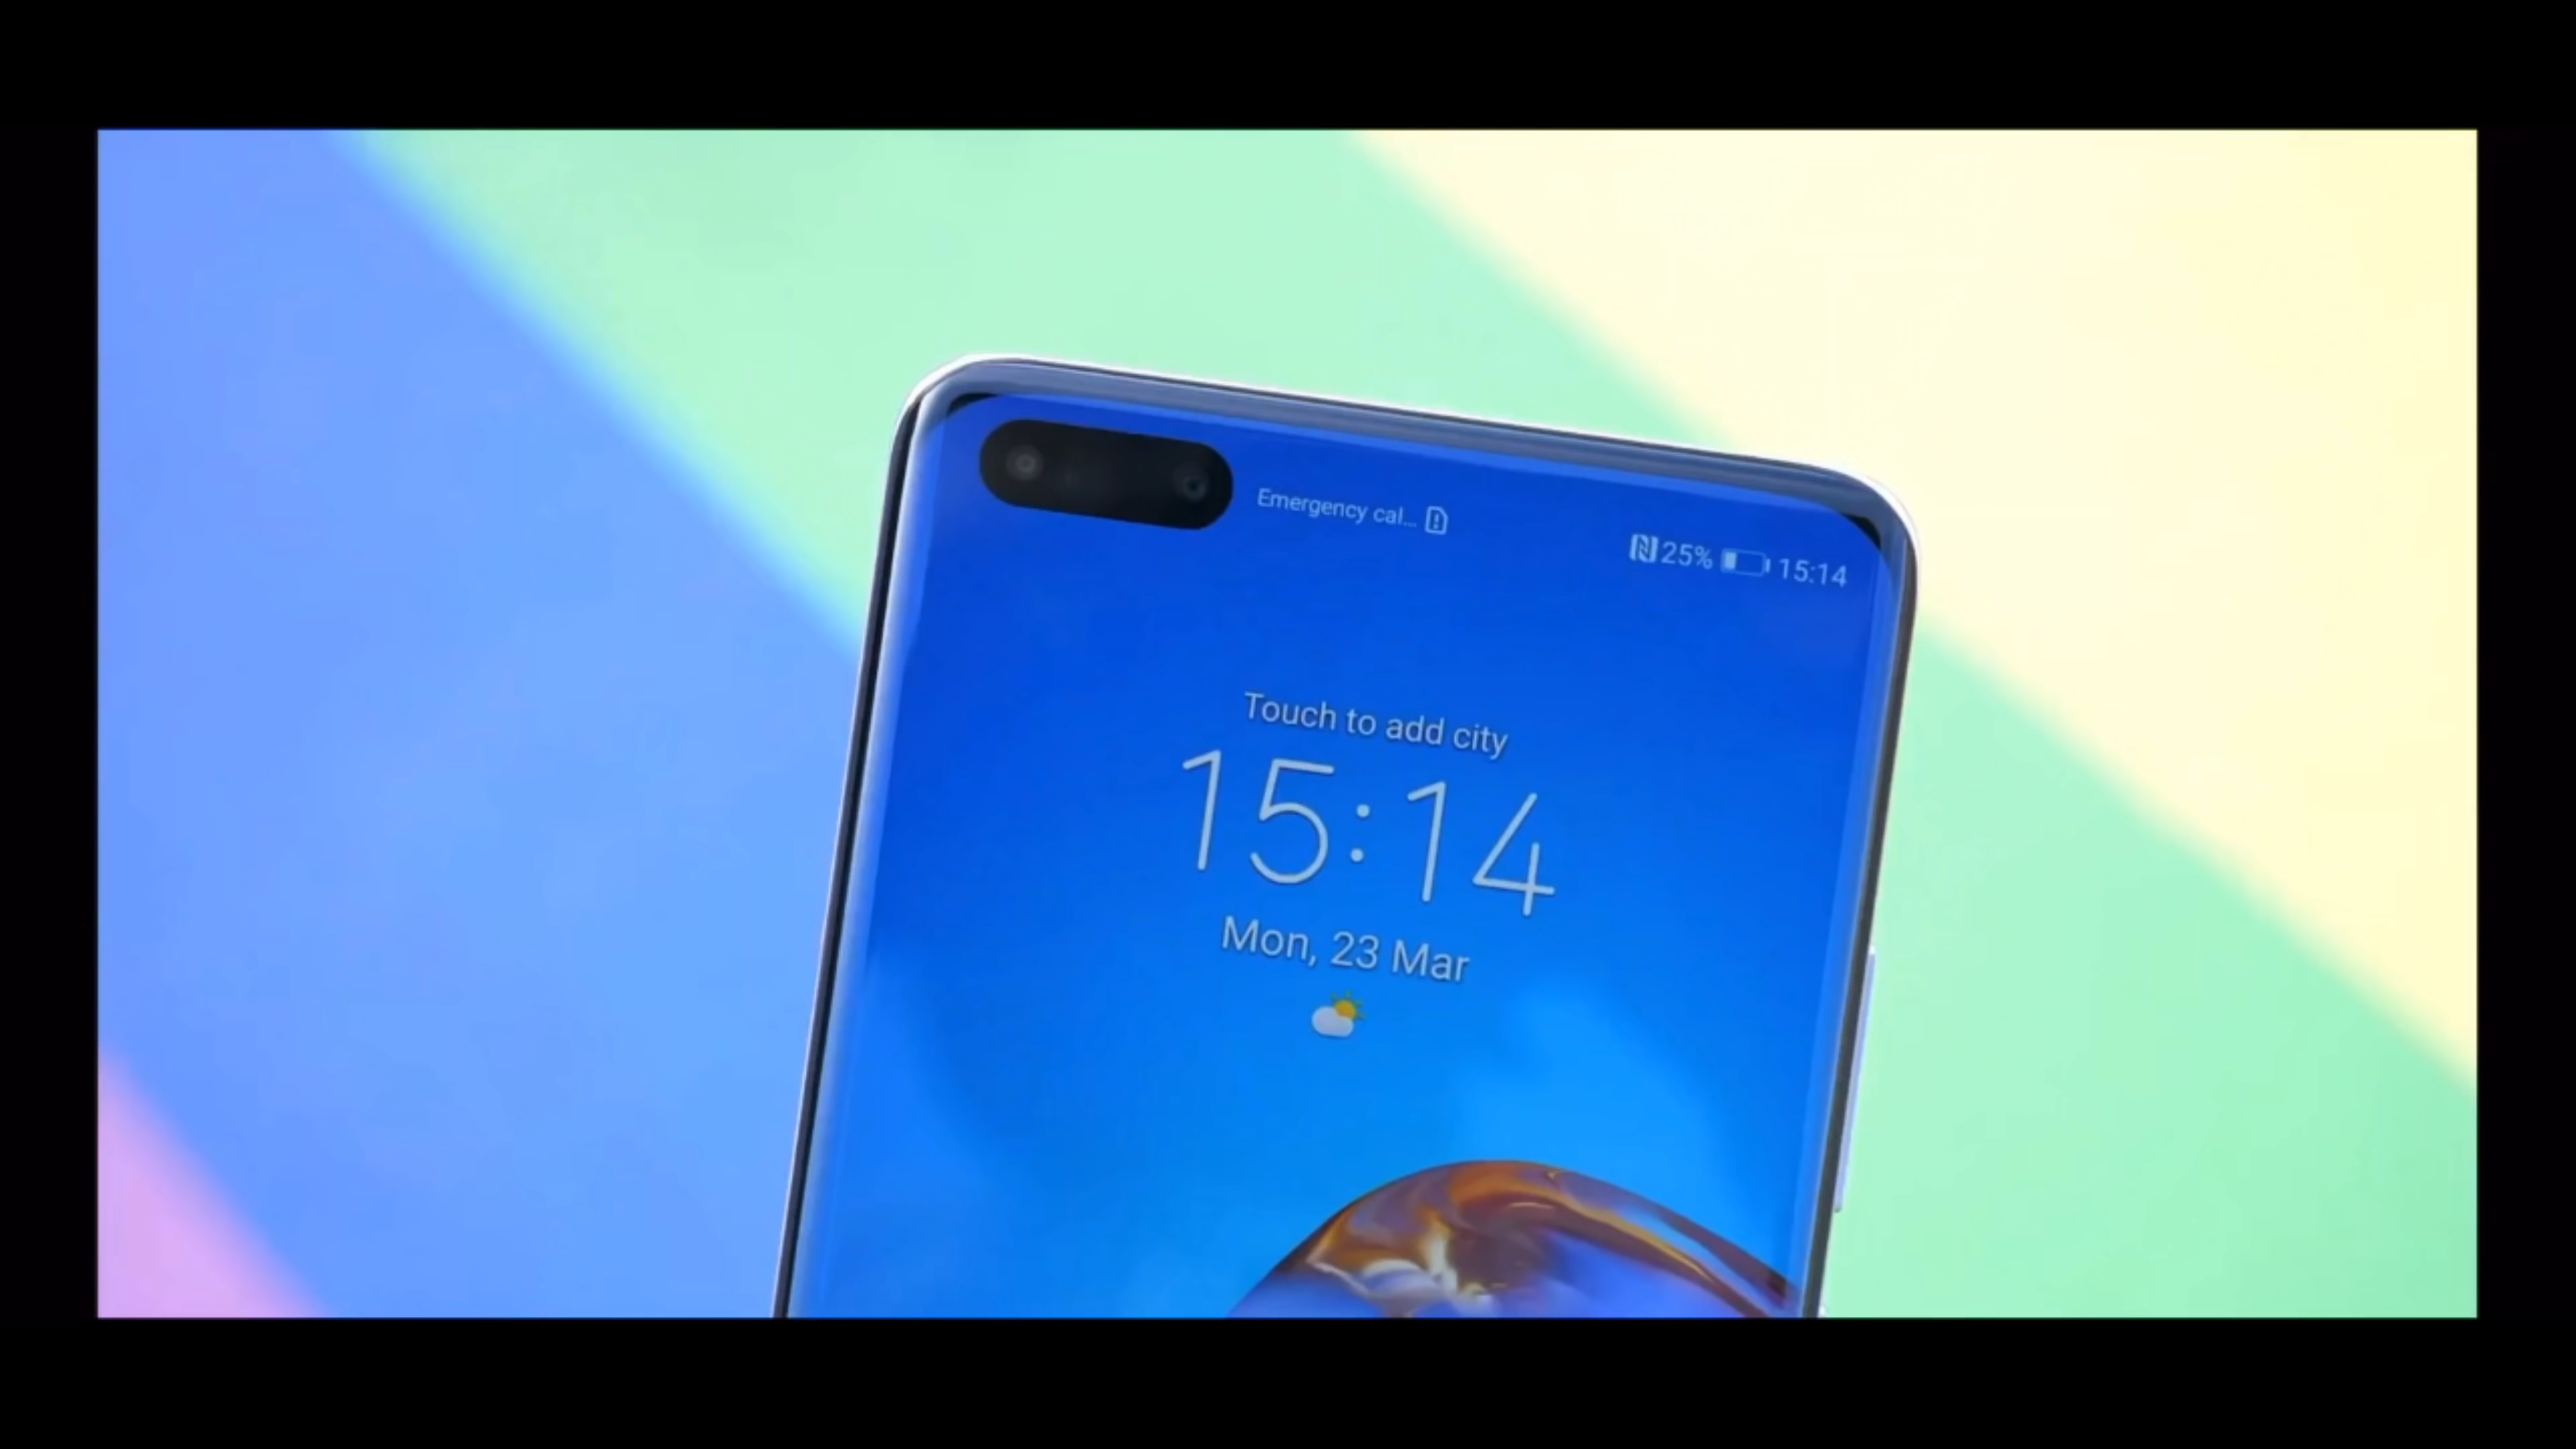 Emergency cal...
25% 15:14
Touch to add city
15:14
Mon, 23 Mar